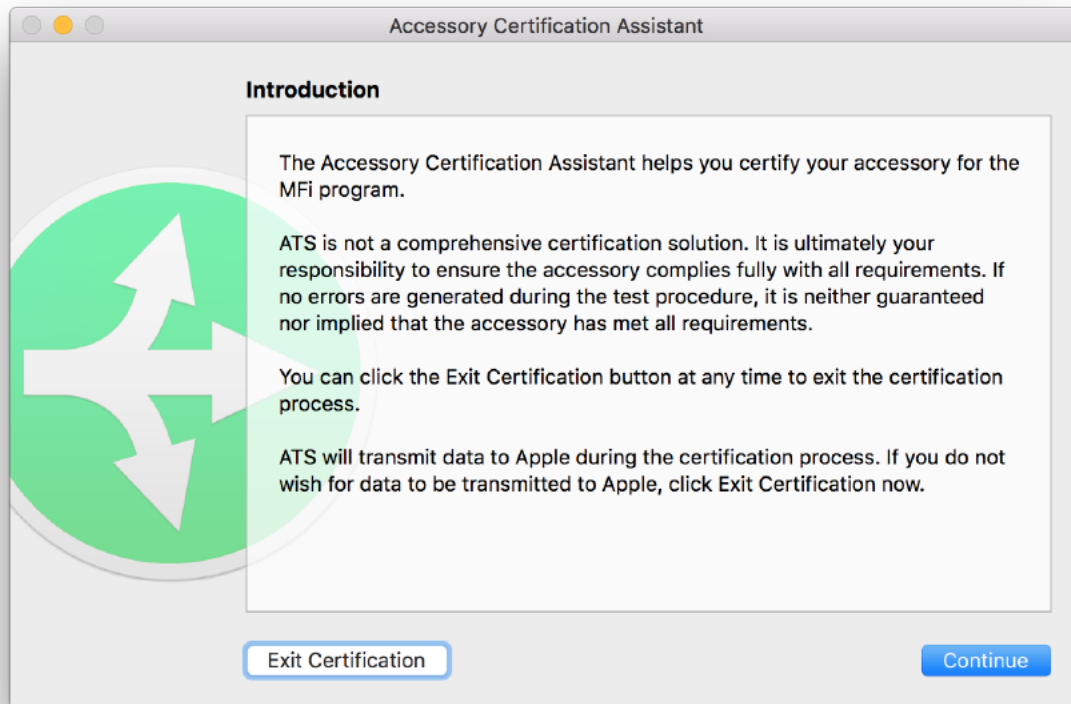 Accessory Certification Assistant
Introduction
The Accessory Certification Assistant helps you certify your accessory for the
MFi program.
ATS is not a comprehensive certification solution. It is ultimately your
responsibility to ensure the accessory complies fully with all requirements. If
no errors are generated during the test procedure, it is neither guaranteed
nor implied that the accessory has met all requirements.
You can click the Exit Certification button at any time to exit the certification
process.
ATS will transmit data to Apple during the certification process. If you do not
wish for data to be transmitted to Apple, click Exit Certification now.
Exit Certification
Continue